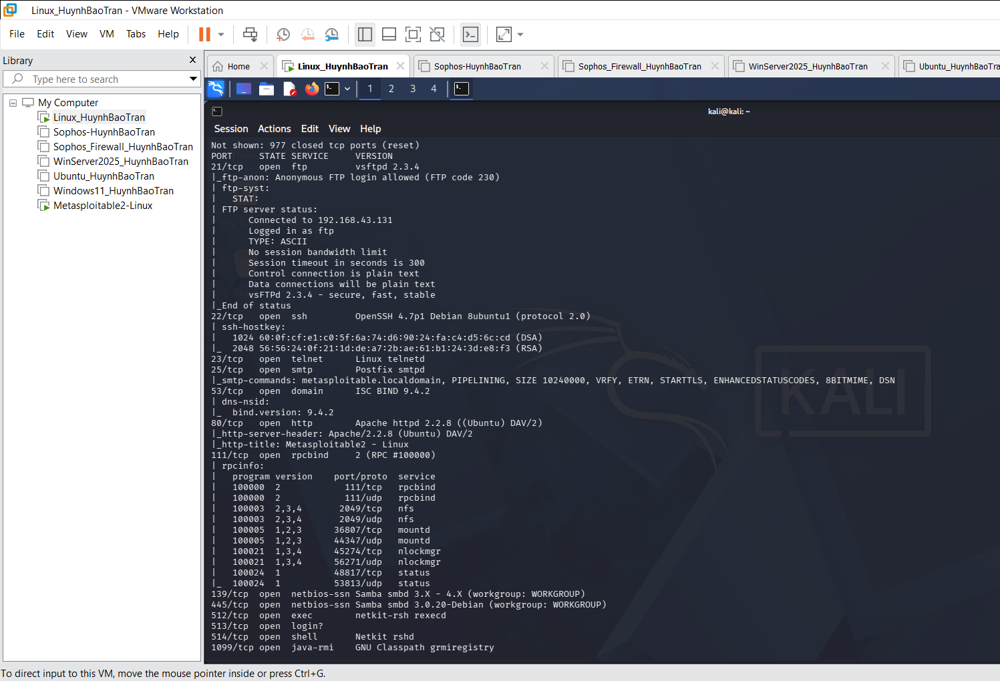 Linux_HuynhBaoTran - VMware Workstation
File Edit View VM Tabs Help
Library
Type here to search
My Computer
Linux_HuynhBaoTran
Sophos-HuynhBaoTran
Sophos_Firewall_HuynhBaoTran
WinServer2025_HuynhBaoTran
Ubuntu_HuynhBaoTran
Windows11_HuynhBaoTran
Metasploitable2-Linux
Home Linux_HuynhBaoTran Sophos-HuynhBaoTran Sophos_Firewall_HuynhBaoTran WinServer2025_HuynhBaoTran Ubuntu_HuynhBaoTra
1 2 3 4
kali@kali: ~
Session Actions Edit View Help
Not shown: 977 closed tcp ports (reset)
PORT     STATE SERVICE     VERSION
21/tcp   open  ftp         vsftpd 2.3.4
|_ftp-anon: Anonymous FTP login allowed (FTP code 230)
| ftp-syst:
|   STAT:
| FTP server status:
|      Connected to 192.168.43.131
|      Logged in as ftp
|      TYPE: ASCII
|      No session bandwidth limit
|      Session timeout in seconds is 300
|      Control connection is plain text
|      Data connections will be plain text
|      vsFTPd 2.3.4 - secure, fast, stable
|_End of status
22/tcp   open  ssh         OpenSSH 4.7p1 Debian 8ubuntu1 (protocol 2.0)
| ssh-hostkey:
|   1024 60:0f:cf:e1:c0:5f:6a:74:d6:90:24:fa:c4:d5:6c:cd (DSA)
|_  2048 56:56:24:0f:21:1d:de:a7:2b:ae:61:b1:24:3d:e8:f3 (RSA)
23/tcp   open  telnet      Linux telnetd
25/tcp   open  smtp        Postfix smtpd
|_smtp-commands: metasploitable.localdomain, PIPELINING, SIZE 10240000, VRFY, ETRN, STARTTLS, ENHANCEDSTATUSCODES, 8BITMIME, DSN
53/tcp   open  domain      ISC BIND 9.4.2
| dns-nsid:
|_  bind.version: 9.4.2
80/tcp   open  http        Apache httpd 2.2.8 ((Ubuntu) DAV/2)
|_http-server-header: Apache/2.2.8 (Ubuntu) DAV/2
|_http-title: Metasploitable2 - Linux
111/tcp  open  rpcbind     2 (RPC #100000)
| rpcinfo:
|   program version    port/proto  service
|   100000  2            111/tcp   rpcbind
|   100000  2            111/udp   rpcbind
|   100003  2,3,4       2049/tcp   nfs
|   100003  2,3,4       2049/udp   nfs
|   100005  1,2,3      36807/tcp   mountd
|   100005  1,2,3      44347/udp   mountd
|   100021  1,3,4      45274/tcp   nlockmgr
|   100021  1,3,4      56271/udp   nlockmgr
|   100024  1          48817/tcp   status
|_  100024  1          53813/udp   status
139/tcp  open  netbios-ssn Samba smbd 3.X - 4.X (workgroup: WORKGROUP)
445/tcp  open  netbios-ssn Samba smbd 3.0.20-Debian (workgroup: WORKGROUP)
512/tcp  open  exec        netkit-rsh rexecd
513/tcp  open  login?
514/tcp  open  shell       Netkit rshd
1099/tcp open  java-rmi    GNU Classpath grmiregistry
KALI
To direct input to this VM, move the mouse pointer inside or press Ctrl+G.